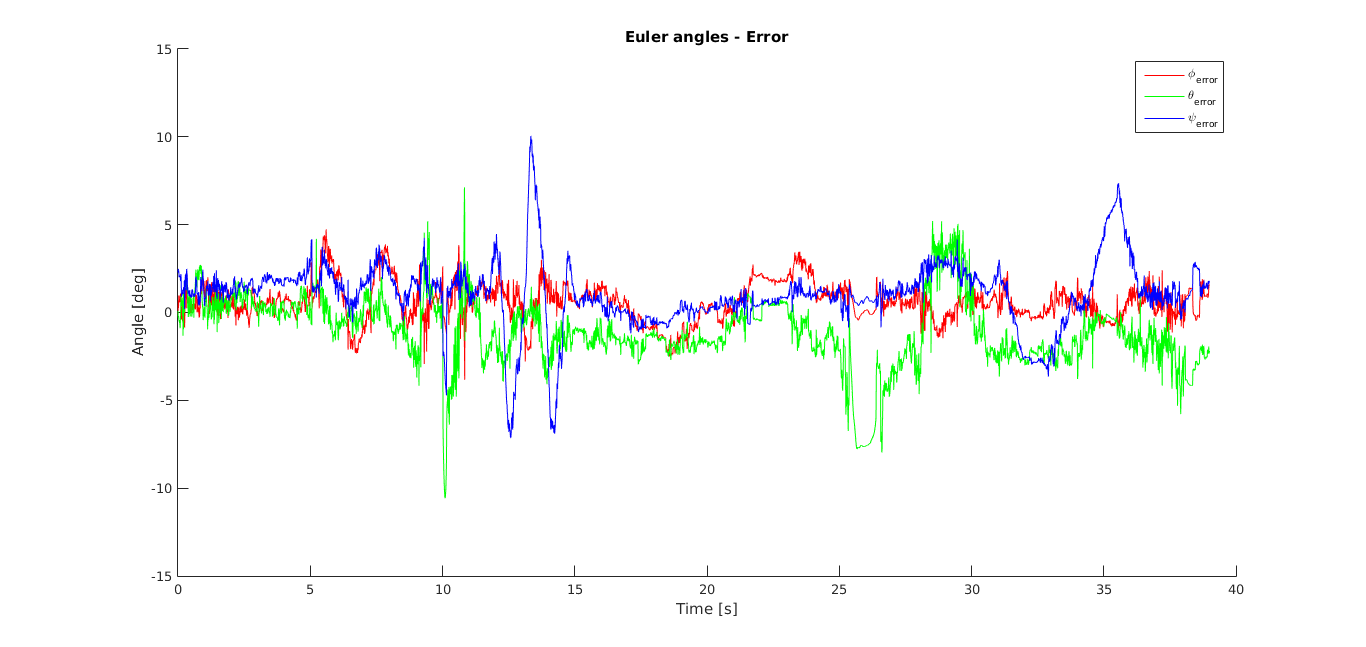 Euler angles - Error
15
10
5
0
-5
-10
-15
Angle [deg]
0 5 10 15 20 25 30 35 40
Time [s]
ϕerror
θerror
ψerror